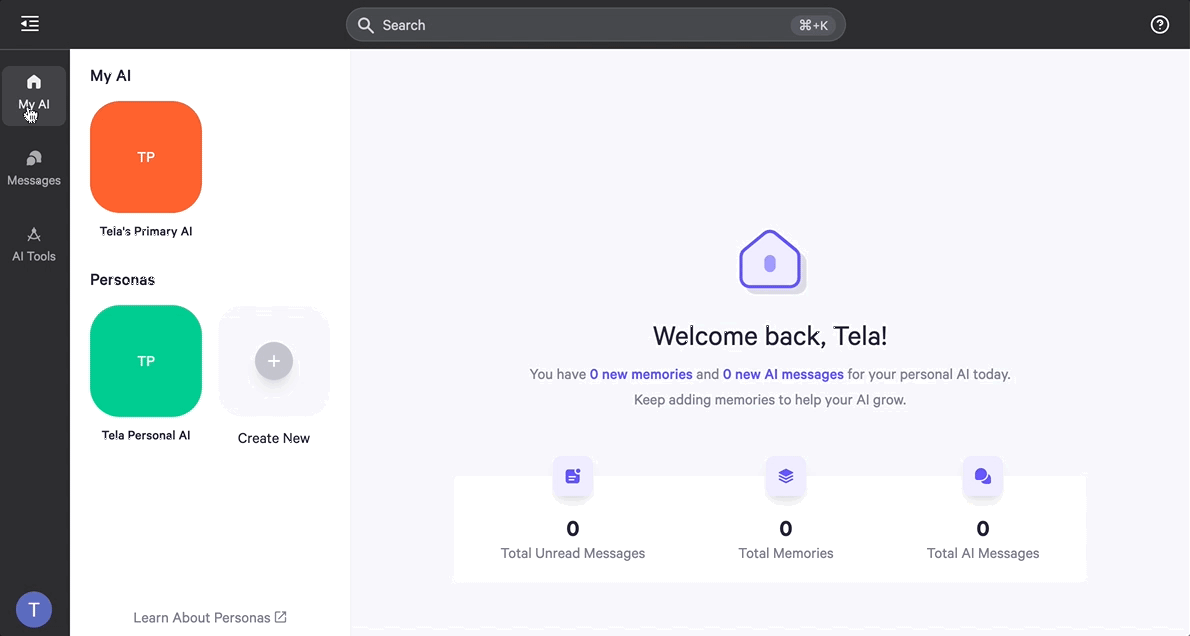 Search
⌘+K
My AI
Messages
AI Tools
T
My AI
TP
Tela's Primary AI
Personas
TP
Tela Personal AI
Create New
Learn About Personas
Welcome back, Tela!
You have 0 new memories and 0 new AI messages for your personal AI today.
Keep adding memories to help your AI grow.
0
Total Unread Messages
0
Total Memories
0
Total AI Messages